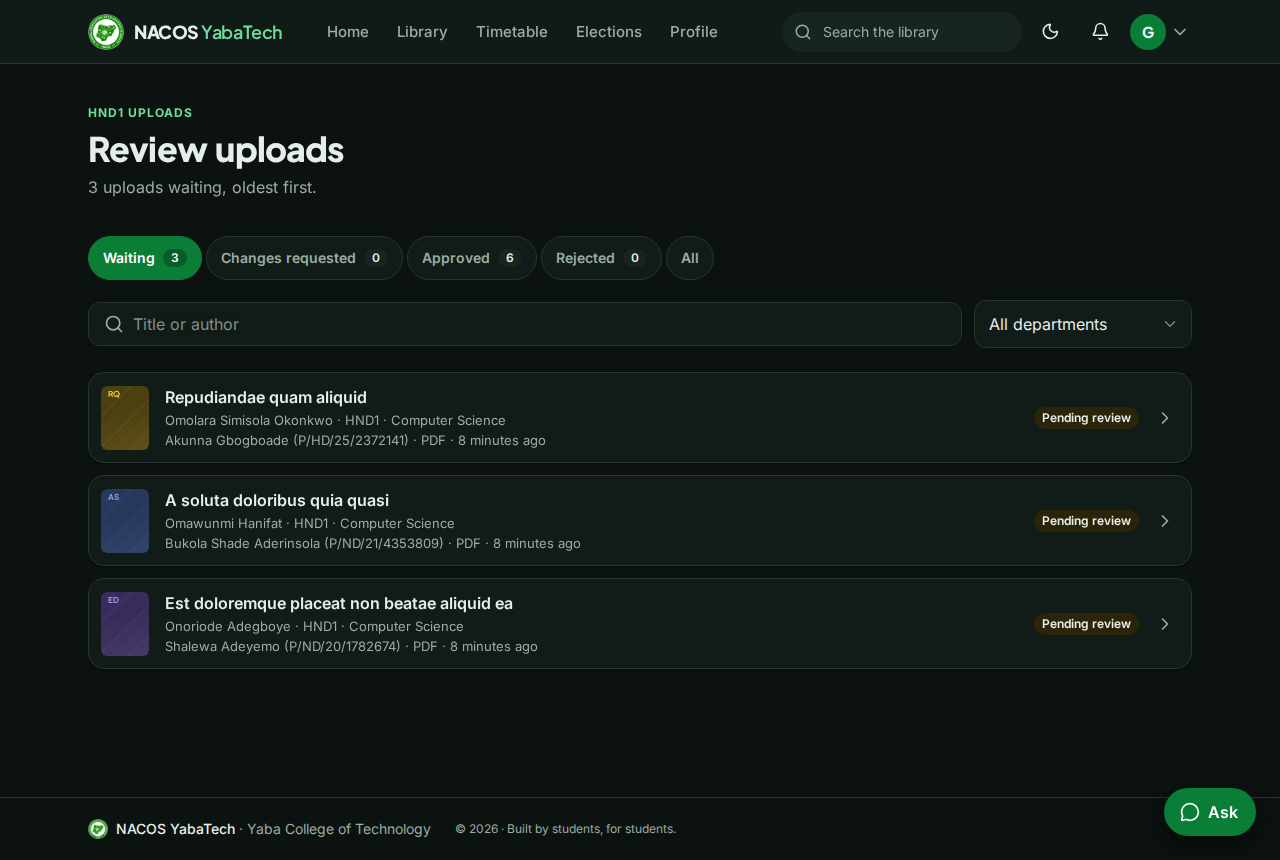 NACOS YabaTech Home Library Timetable Elections Profile Search the library G
HND1 UPLOADS
Review uploads
3 uploads waiting, oldest first.
Waiting 3 Changes requested 0 Approved 6 Rejected 0 All
Title or author All departments
RQ
Repudiandae quam aliquid
Omolara Simisola Okonkwo · HND1 · Computer Science
Akunna Gbogboade (P/HD/25/2372141) · PDF · 8 minutes ago
Pending review
AS
A soluta doloribus quia quasi
Omawunmi Hanifat · HND1 · Computer Science
Bukola Shade Aderinsola (P/ND/21/4353809) · PDF · 8 minutes ago
Pending review
ED
Est doloremque placeat non beatae aliquid ea
Onoriode Adegboye · HND1 · Computer Science
Shalewa Adeyemo (P/ND/20/1782674) · PDF · 8 minutes ago
Pending review
NACOS YabaTech · Yaba College of Technology © 2026 · Built by students, for students.
Ask